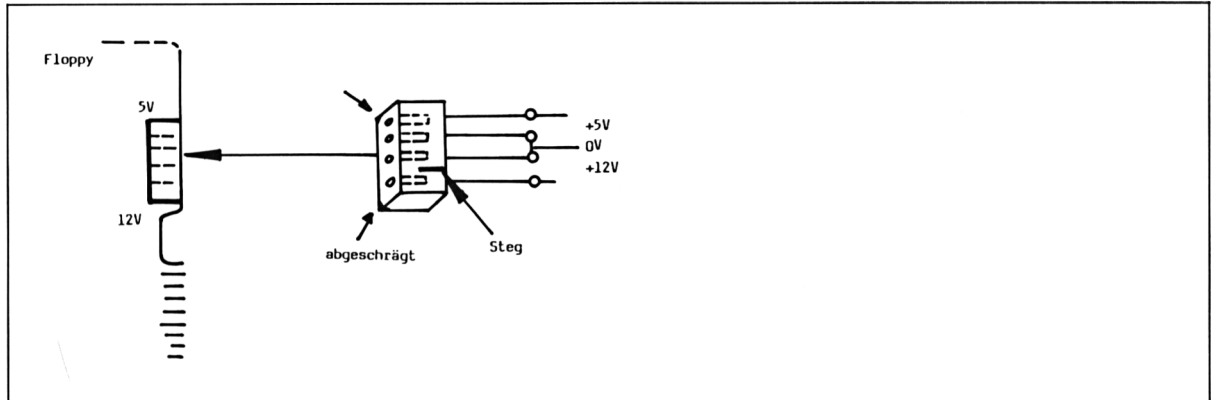 Floppy
5V
12V
+5V
0V
+12V
abgeschrägt
Steg